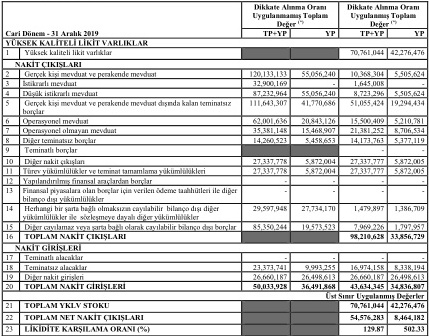 Dikkate Alınma Oranı Uygulanmamış Toplam Değer (*) Dikkate Alınma Oranı Uygulanmış Toplam Değer (*)
Cari Dönem - 31 Aralık 2019 TP+YP YP TP+YP YP
YÜKSEK KALİTELİ LİKİT VARLIKLAR
1 Yüksek kaliteli likit varlıklar 70,761,044 42,276,476
NAKİT ÇIKIŞLARI
2 Gerçek kişi mevduat ve perakende mevduat 120,133,133 55,056,240 10,368,304 5,505,624
3 İstikrarlı mevduat 32,900,169 - 1,645,008 -
4 Düşük istikrarlı mevduat 87,232,964 55,056,240 8,723,296 5,505,624
5 Gerçek kişi mevduat ve perakende mevduat dışında kalan teminatsız borçlar 111,643,307 41,770,686 51,055,424 19,294,434
6 Operasyonel mevduat 62,001,636 20,843,126 15,500,409 5,210,781
7 Operasyonel olmayan mevduat 35,381,148 15,468,907 21,381,252 8,706,534
8 Diğer teminatsız borçlar 14,260,523 5,458,653 14,173,763 5,377,119
9 Teminatlı borçlar - -
10 Diğer nakit çıkışları 27,337,778 5,872,004 27,337,777 5,872,005
11 Türev yükümlülükler ve teminat tamamlama yükümlülükleri 27,337,778 5,872,004 27,337,777 5,872,005
12 Yapılandırılmış finansal araçlardan borçlar - - - -
13 Finansal piyasalara olan borçlar için verilen ödeme taahhütleri ile diğer bilanço dışı yükümlülükler - - - -
14 Herhangi bir şarta bağlı olmaksızın cayılabilir bilanço dışı diğer yükümlülükler ile sözleşmeye dayalı diğer yükümlülükler 29,597,948 27,734,170 1,479,897 1,386,709
15 Diğer cayılamaz veya şarta bağlı olarak cayılabilir bilanço dışı borçlar 85,350,244 19,573,523 7,969,226 1,797,957
16 TOPLAM NAKİT ÇIKIŞLARI 98,210,628 33,856,729
NAKİT GİRİŞLERİ
17 Teminatlı alacaklar - - - -
18 Teminatsız alacaklar 23,373,741 9,993,255 16,974,158 8,338,194
19 Diğer nakit girişleri 26,660,187 26,498,613 26,660,187 26,498,613
20 TOPLAM NAKİT GİRİŞLERİ 50,033,928 36,491,868 43,634,345 34,836,807
Üst Sınır Uygulanmış Değerler
21 TOPLAM YKLV STOKU 70,761,044 42,276,476
22 TOPLAM NET NAKİT ÇIKIŞLARI 54,576,283 8,464,182
23 LİKİDİTE KARŞILAMA ORANI (%) 129.87 502.33